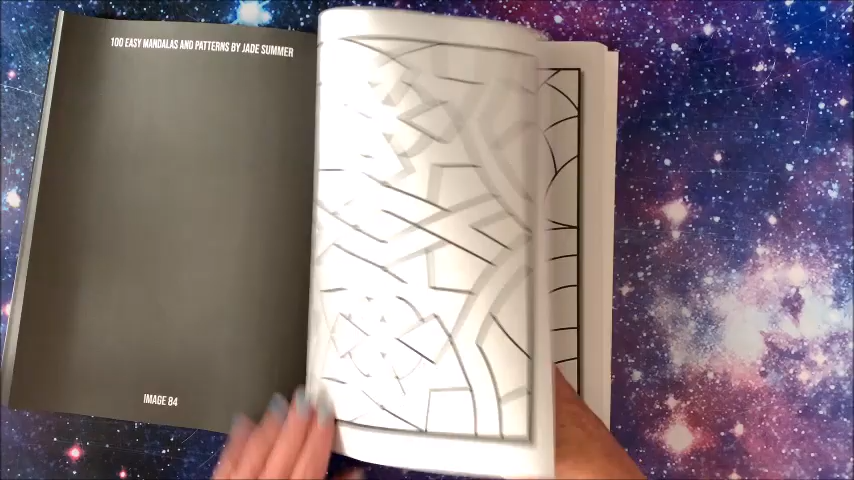 100 EASY MANDALAS AND PATTERNS BY JADE SUMMER
IMAGE 84